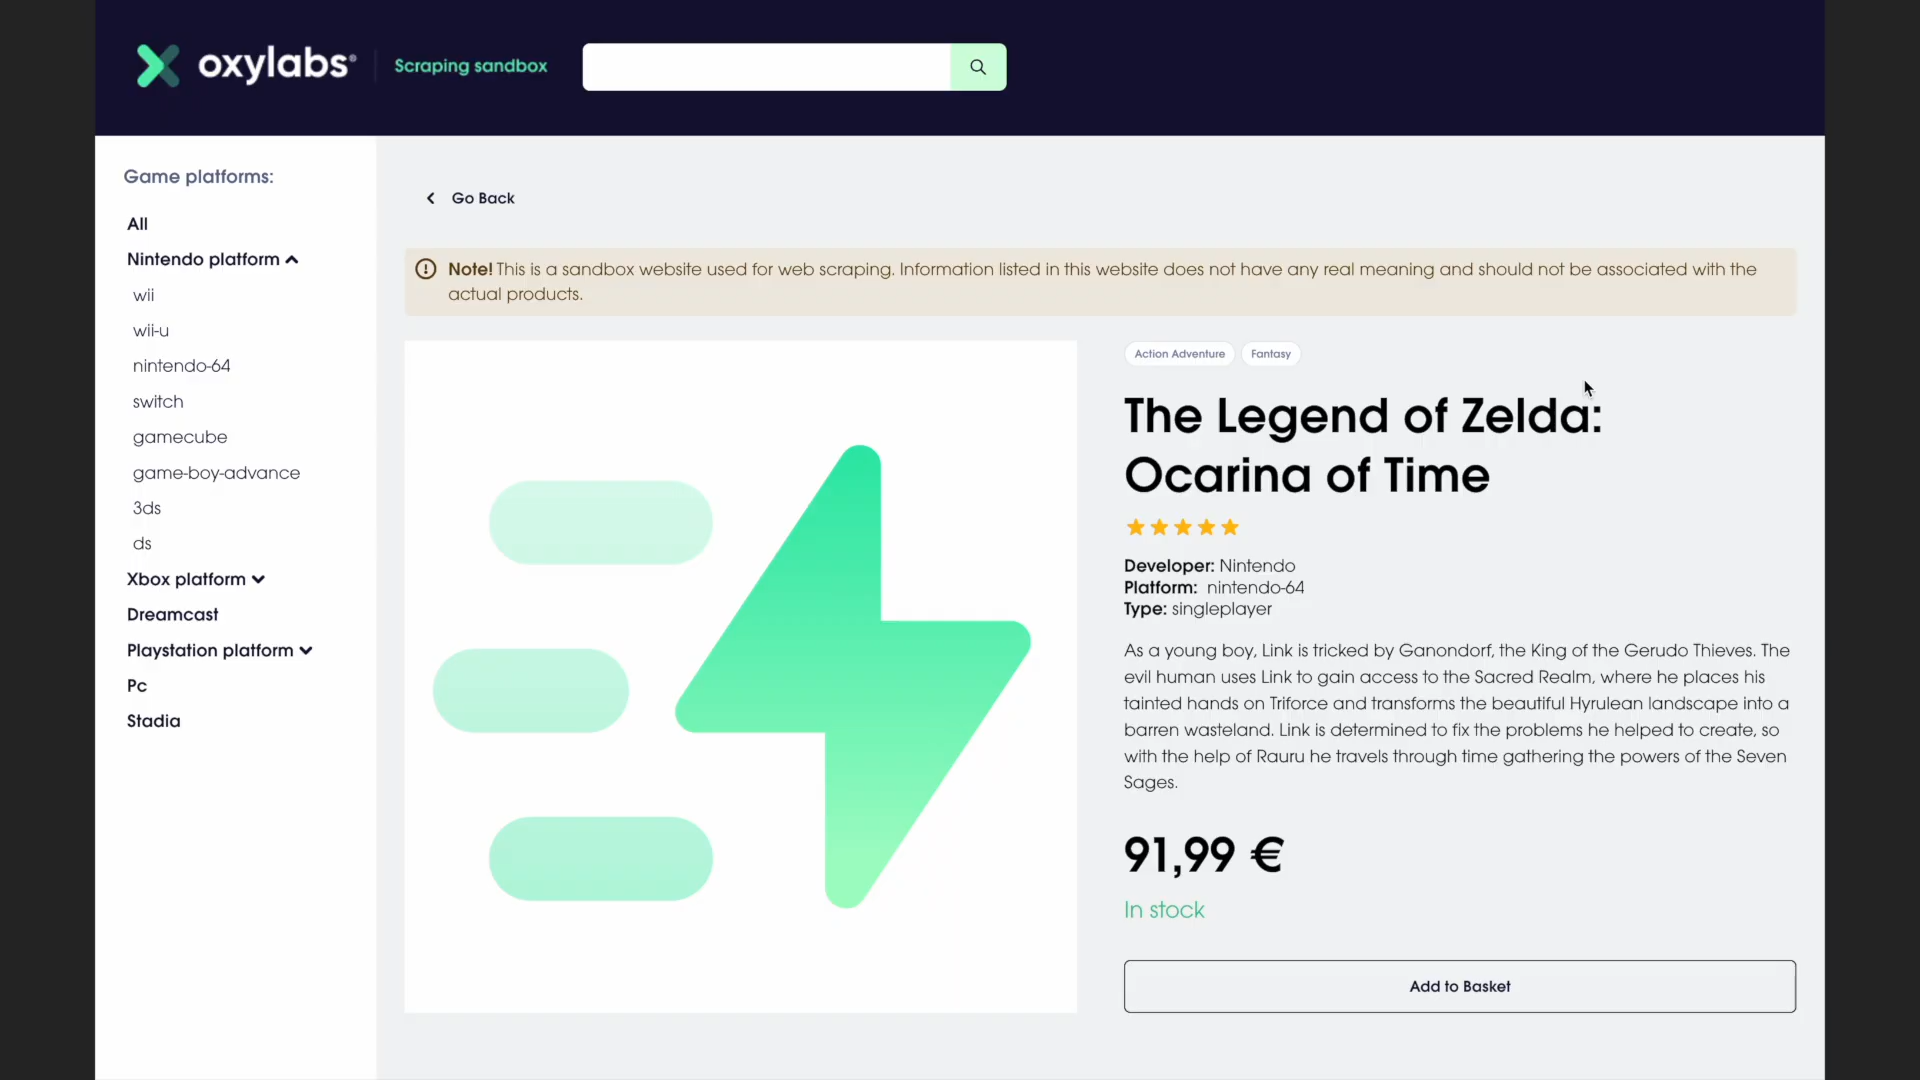 oxylabs®
Scraping sandbox
Game platforms:
All
Nintendo platform
wii
wii-u
nintendo-64
switch
gamecube
game-boy-advance
3ds
ds
Xbox platform
Dreamcast
Playstation platform
Pc
Stadia
Go Back
Note! This is a sandbox website used for web scraping. Information listed in this website does not have any real meaning and should not be associated with the
actual products.
Action Adventure Fantasy
The Legend of Zelda:
Ocarina of Time
Developer: Nintendo
Platform: nintendo-64
Type: singleplayer
As a young boy, Link is tricked by Ganondorf, the King of the Gerudo Thieves. The
evil human uses Link to gain access to the Sacred Realm, where he places his
tainted hands on Triforce and transforms the beautiful Hyrulean landscape into a
barren wasteland. Link is determined to fix the problems he helped to create, so
with the help of Rauru he travels through time gathering the powers of the Seven
Sages.
91,99 €
In stock
Add to Basket